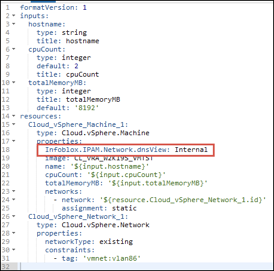 1 formatVersion: 1
2 inputs:
3 hostname:
4 type: string
5 title: hostname
6 cpuCount:
7 type: integer
8 default: 2
9 title: cpuCount
10 totalMemoryMB:
11 type: integer
12 title: totalMemoryMB
13 default: '8192'
14 resources:
15 Cloud_vSphere_Machine_1:
16 type: Cloud.vSphere.Machine
17 properties:
18 Infoblox.IPAM.Network.dnsView: Internal
19 image:
20 name: '${input.hostname}'
21 cpuCount: '${input.cpuCount}'
22 totalMemoryMB: '${input.totalMemoryMB}'
23 networks:
24 - network: '${resource.Cloud_vSphere_Network_1.id}'
25 assignment: static
26 Cloud_vSphere_Network_1:
27 type: Cloud.vSphere.Network
28 properties:
29 networkType: existing
30 constraints:
31 - tag: 'vmnet:vlan86'
32